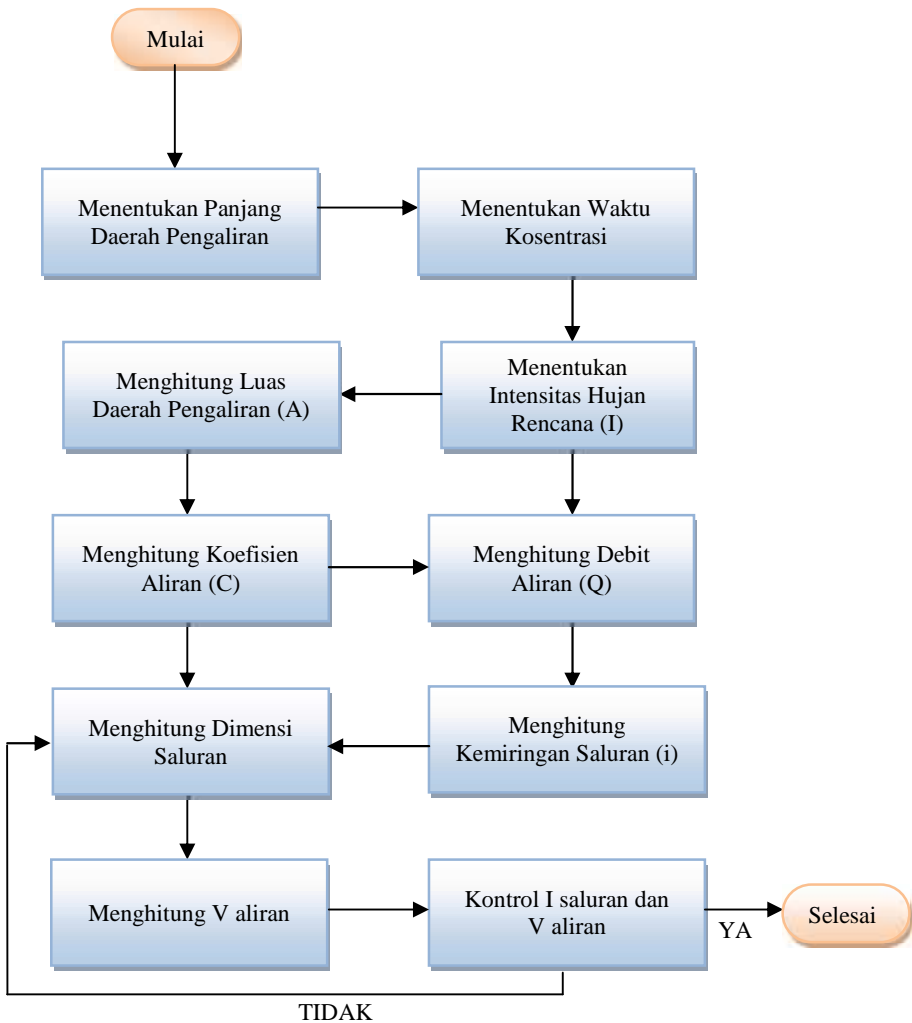 Mulai
Menentukan Panjang
Daerah Pengaliran
Menentukan Waktu
Kosentrasi
Menghitung Luas
Daerah Pengaliran (A)
Menentukan
Intensitas Hujan
Rencana (I)
Menghitung Koefisien
Aliran (C)
Menghitung Debit
Aliran (Q)
Menghitung Dimensi
Saluran
Menghitung
Kemiringan Saluran (i)
Menghitung V aliran
Kontrol I saluran dan
V aliran
YA
Selesai
TIDAK